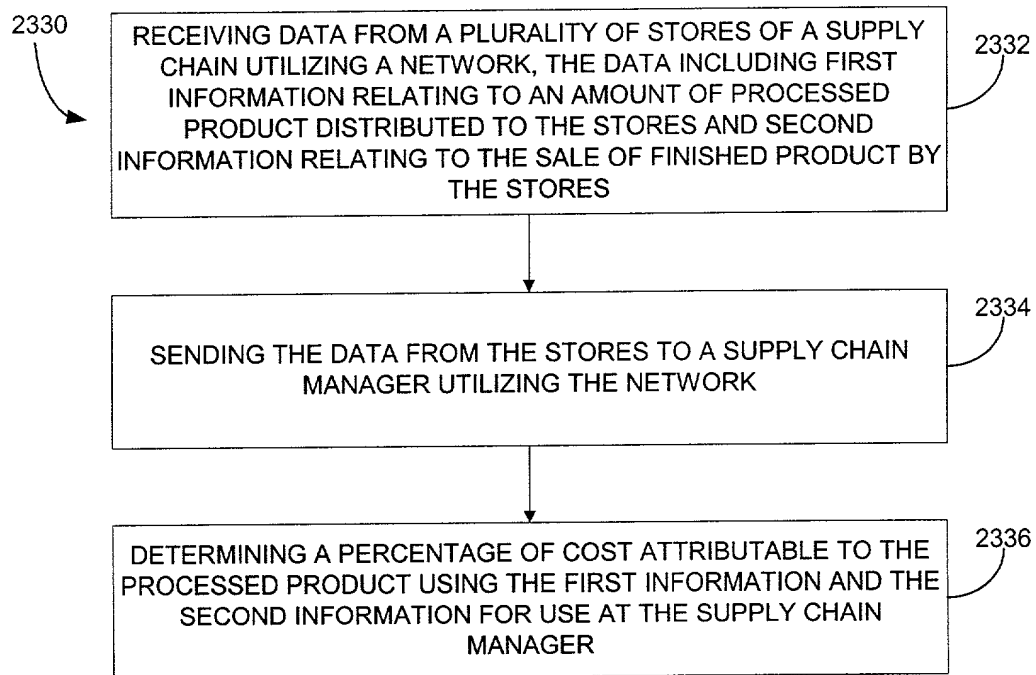 2330
RECEIVING DATA FROM A PLURALITY OF STORES OF A SUPPLY
CHAIN UTILIZING A NETWORK, THE DATA INCLUDING FIRST
INFORMATION RELATING TO AN AMOUNT OF PROCESSED
PRODUCT DISTRIBUTED TO THE STORES AND SECOND
INFORMATION RELATING TO THE SALE OF FINISHED PRODUCT BY
THE STORES
2332
SENDING THE DATA FROM THE STORES TO A SUPPLY CHAIN
MANAGER UTILIZING THE NETWORK
2334
DETERMINING A PERCENTAGE OF COST ATTRIBUTABLE TO THE
PROCESSED PRODUCT USING THE FIRST INFORMATION AND THE
SECOND INFORMATION FOR USE AT THE SUPPLY CHAIN
MANAGER
2336